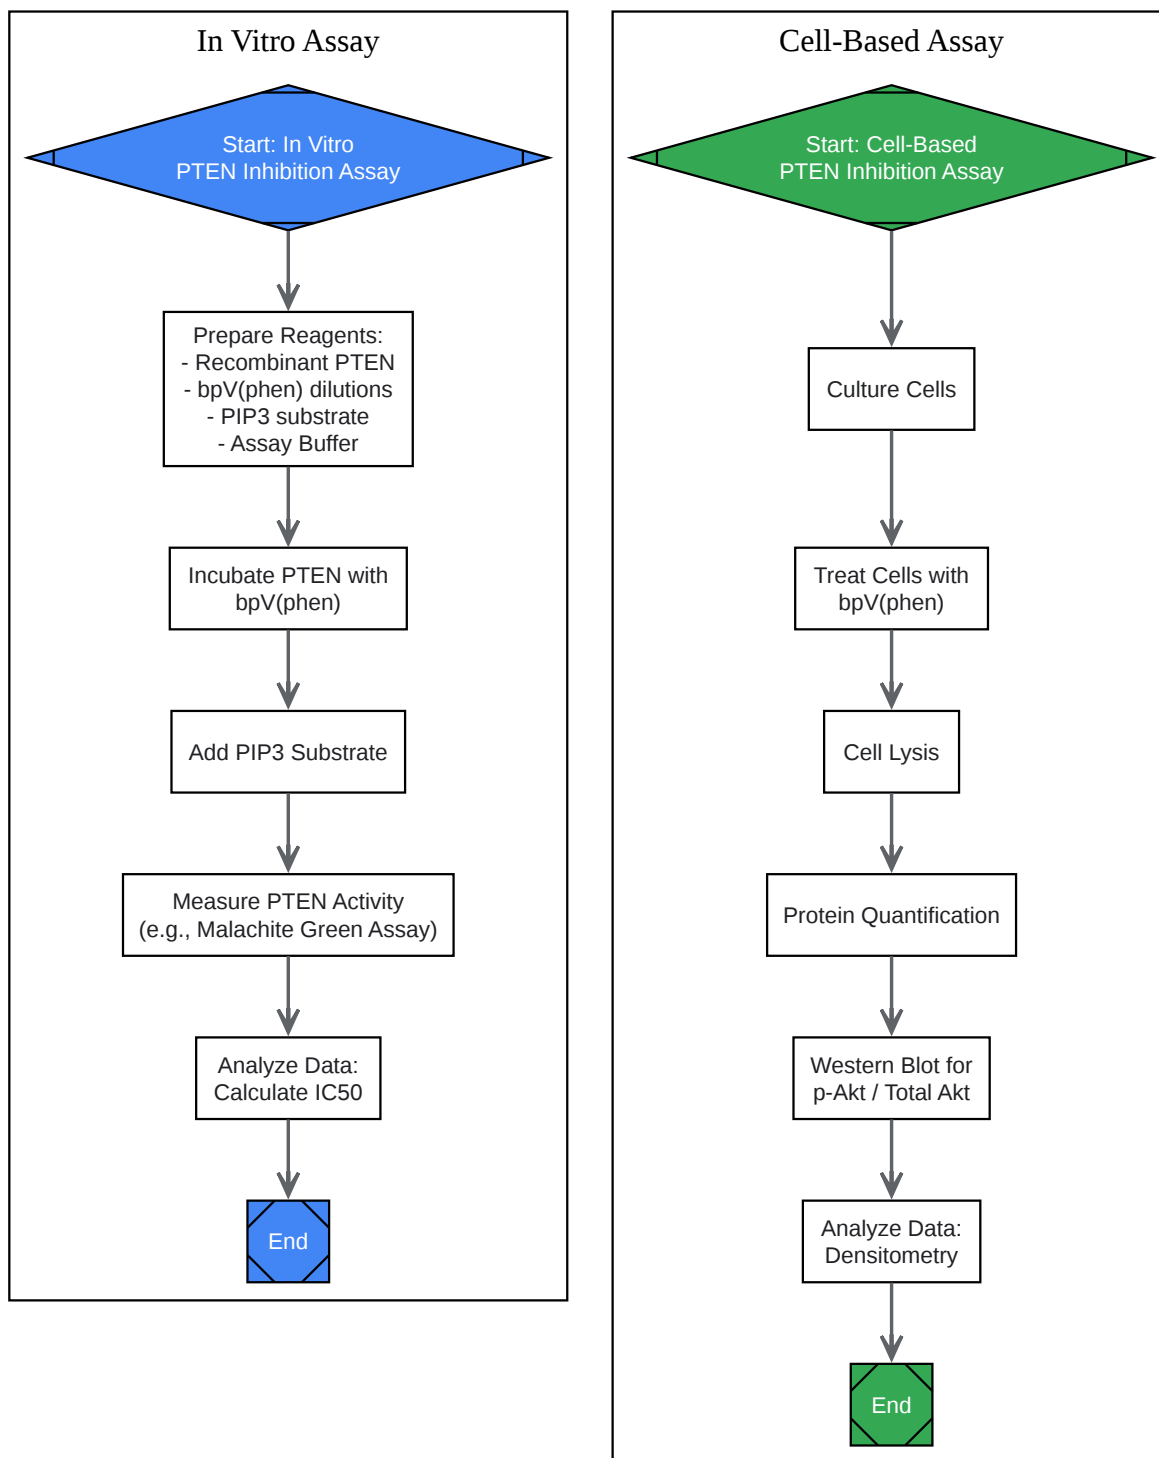 In Vitro Assay
Start: In Vitro
PTEN Inhibition Assay
Prepare Reagents:
- Recombinant PTEN
- bpV(phen) dilutions
- PIP3 substrate
- Assay Buffer
Incubate PTEN with
bpV(phen)
Add PIP3 Substrate
Measure PTEN Activity
(e.g., Malachite Green Assay)
Analyze Data:
Calculate IC50
End
Cell-Based Assay
Start: Cell-Based
PTEN Inhibition Assay
Culture Cells
Treat Cells with
bpV(phen)
Cell Lysis
Protein Quantification
Western Blot for
p-Akt / Total Akt
Analyze Data:
Densitometry
End